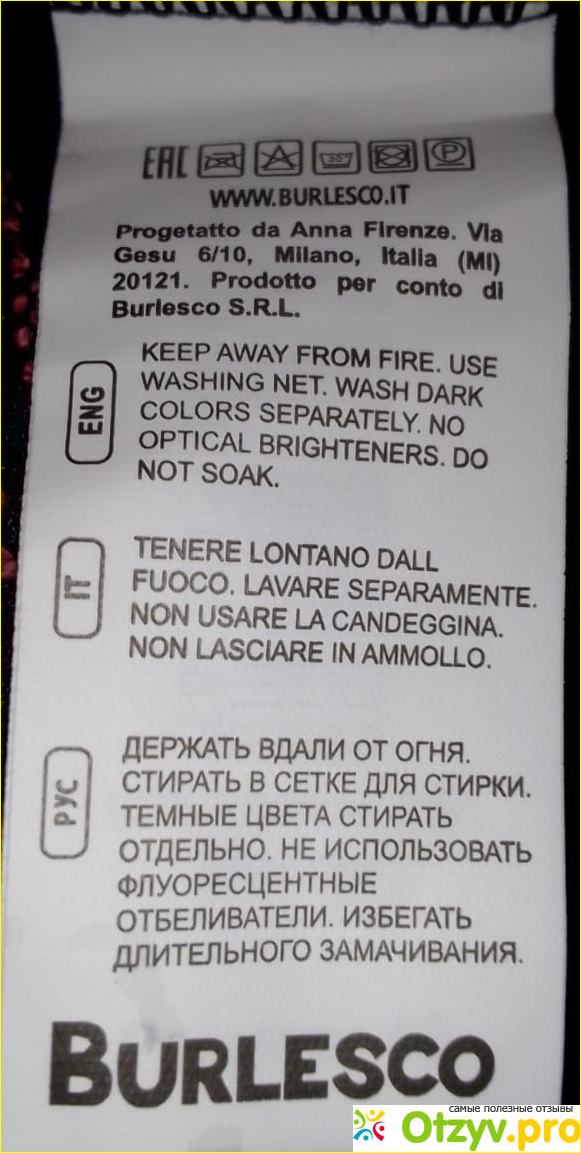 EAC 35° P
WWW.BURLESCO.IT
Progetatto da Anna Firenze. Via
Gesu 6/10, Milano, Italia (MI)
20121. Prodotto per conto di
Burlesco S.R.L.
ENG
KEEP AWAY FROM FIRE. USE
WASHING NET. WASH DARK
COLORS SEPARATELY. NO
OPTICAL BRIGHTENERS. DO
NOT SOAK.
IT
TENERE LONTANO DALL
FUOCO. LAVARE SEPARAMENTE.
NON USARE LA CANDEGGINA.
NON LASCIARE IN AMMOLLO.
РУС
ДЕРЖАТЬ ВДАЛИ ОТ ОГНЯ.
СТИРАТЬ В СЕТКЕ ДЛЯ СТИРКИ.
ТЕМНЫЕ ЦВЕТА СТИРАТЬ
ОТДЕЛЬНО. НЕ ИСПОЛЬЗОВАТЬ
ФЛУОРЕСЦЕНТНЫЕ
ОТБЕЛИВАТЕЛИ. ИЗБЕГАТЬ
ДЛИТЕЛЬНОГО ЗАМАЧИВАНИЯ.
BURLESCO
самые полезные отзывы
Otzyv.pro